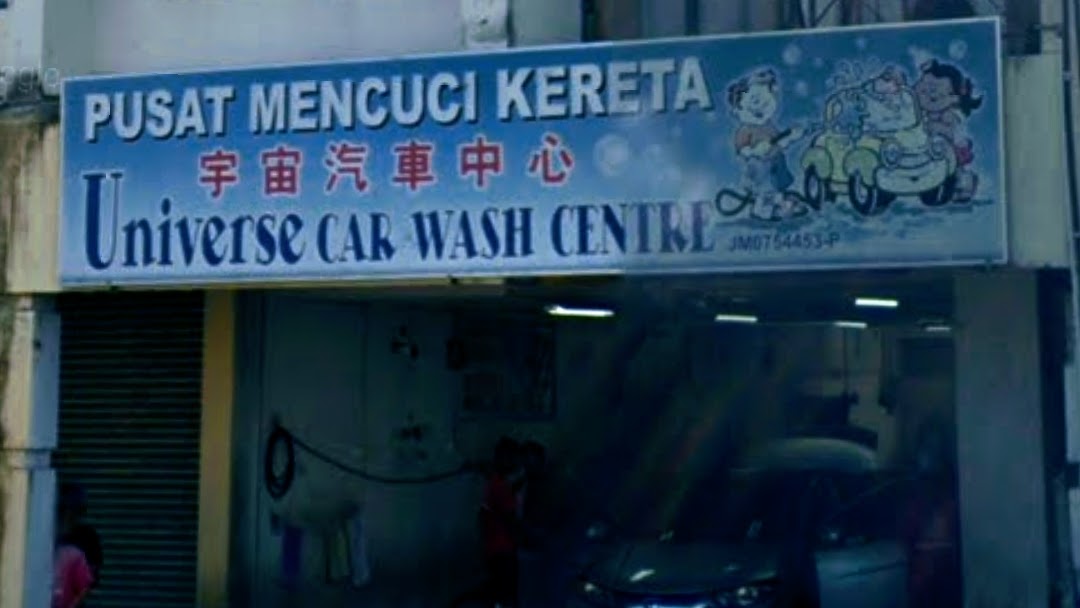 PUSAT MENCUCI KERETA
宇宙汽車中心
Universe CAR WASH CENTRE
JM0754453-P